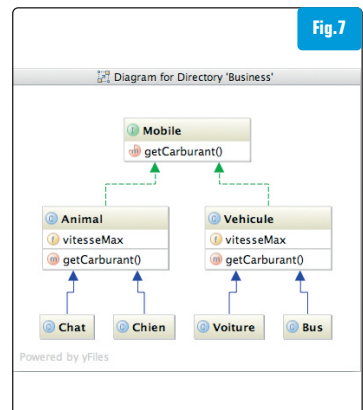 Fig.7
Diagram for Directory 'Business'
I Mobile
m getCarburant()
C Animal
f vitesseMax
m getCarburant()
C Vehicule
f vitesseMax
m getCarburant()
C Chat
C Chien
C Voiture
C Bus
Powered by yFiles